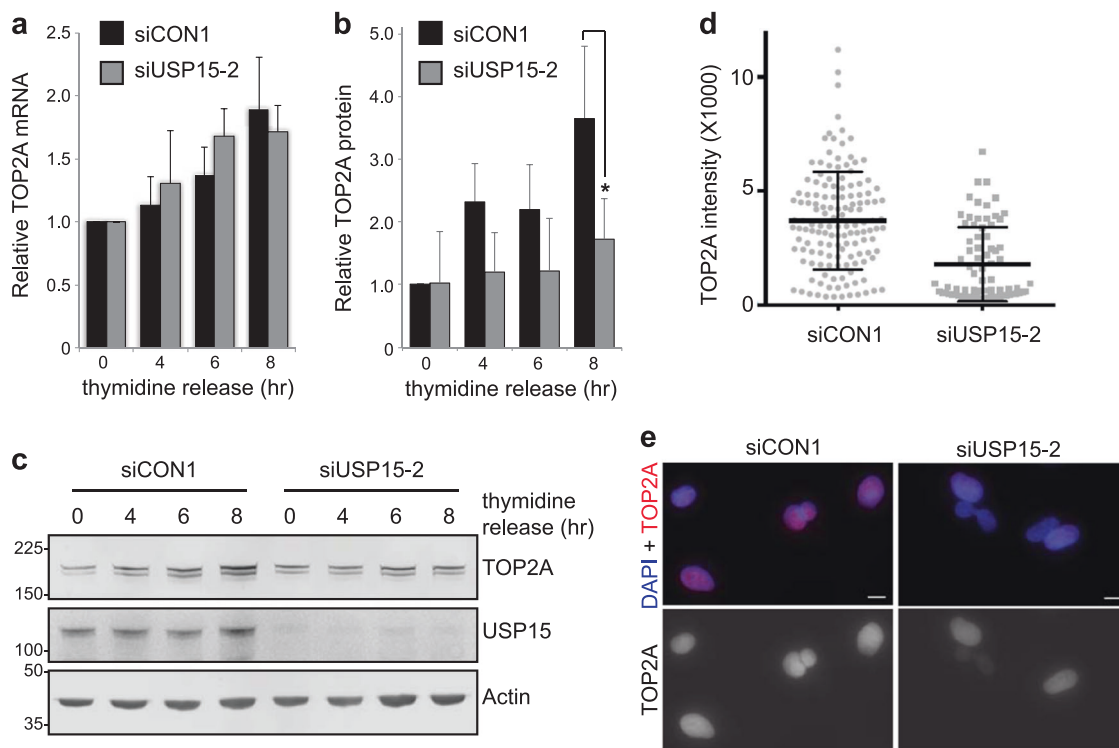 a
2.5
2.0
1.5
1.0
0.5
0
Relative TOP2A mRNA
siCON1
siUSP15-2
0 4 6 8
thymidine release (hr)
b
5.0
4.0
3.0
2.0
1.0
0
Relative TOP2A protein
siCON1
siUSP15-2
*
0 4 6 8
thymidine release (hr)
d
10
5
0
TOP2A intensity (X1000)
siCON1 siUSP15-2
c
siCON1 siUSP15-2
0 4 6 8 0 4 6 8
thymidine
release (hr)
225
150
TOP2A
100
USP15
50
35
Actin
e
siCON1 siUSP15-2
DAPI + TOP2A
TOP2A